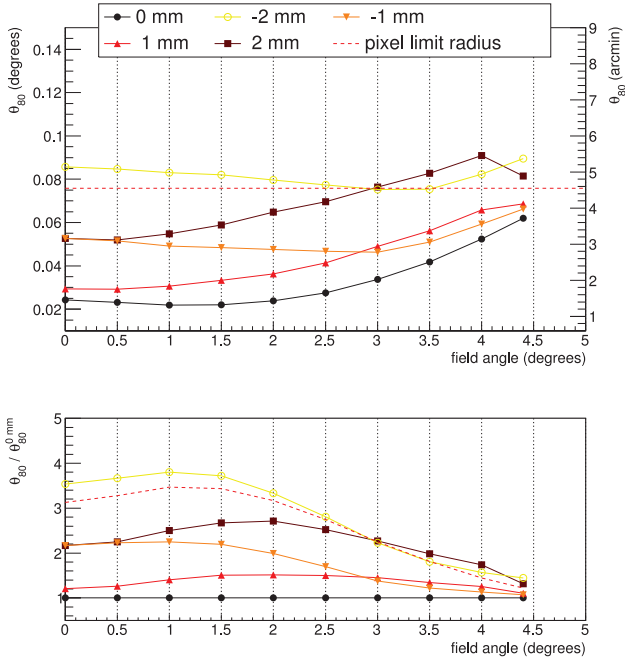 0 mm -2 mm -1 mm
1 mm 2 mm pixel limit radius
θ80 (degrees)
0.14
0.12
0.1
0.08
0.06
0.04
0.02
9
8
7
6
5
4
3
2
1
θ80 (arcmin)
0 0.5 1 1.5 2 2.5 3 3.5 4 4.5 5
field angle (degrees)
θ80 / θ80 0 mm
5
4
3
2
1
0 0.5 1 1.5 2 2.5 3 3.5 4 4.5 5
field angle (degrees)